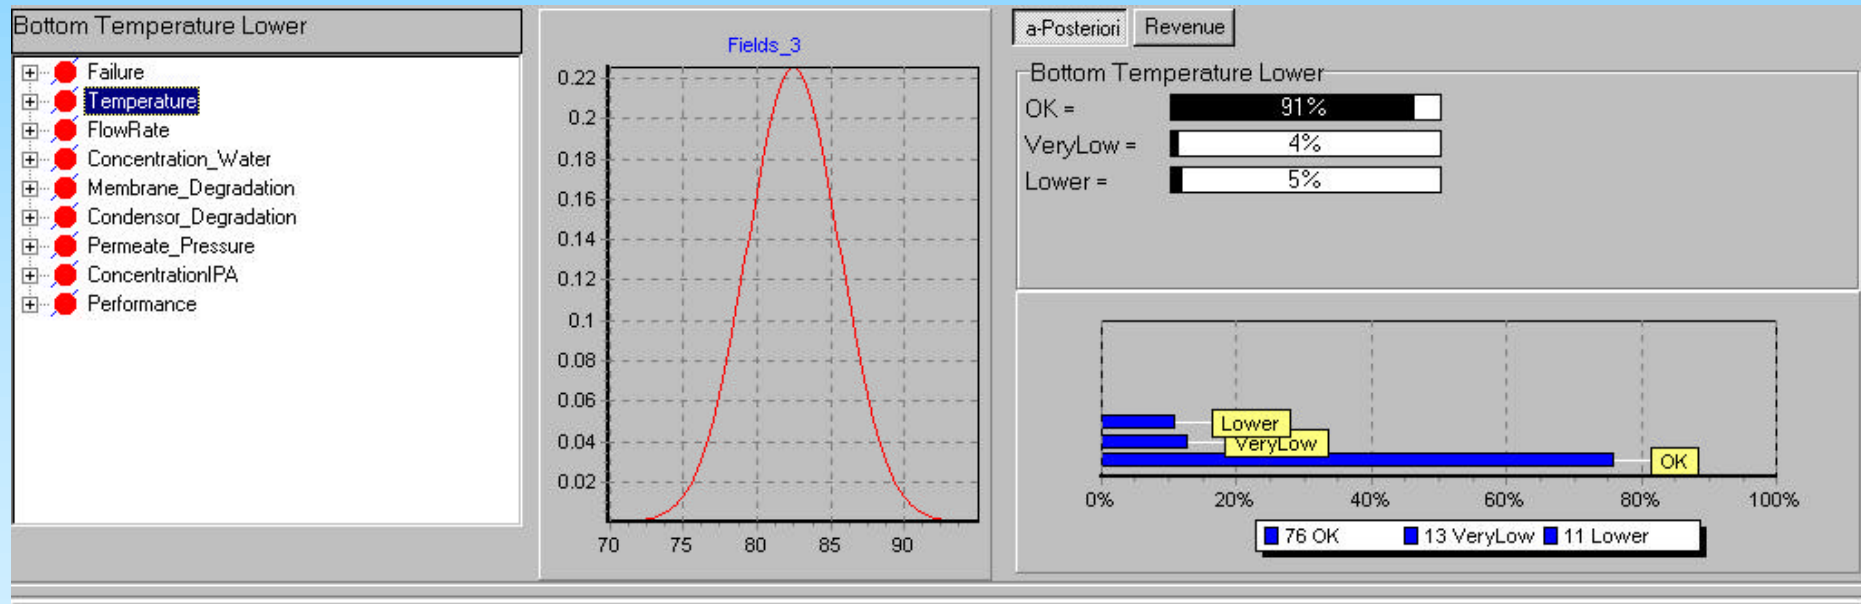 Bottom Temperature Lower
Failure
Temperature
FlowRate
Concentration_Water
Membrane_Degradation
Condensor_Degradation
Permeate_Pressure
ConcentrationIPA
Performance
Fields_3
0.22
0.2
0.18
0.16
0.14
0.12
0.1
0.08
0.06
0.04
0.02
70 75 80 85 90
a-Posteriori Revenue
Bottom Temperature Lower
OK = 91%
VeryLow = 4%
Lower = 5%
Lower
VeryLow
OK
0% 20% 40% 60% 80% 100%
76 OK 13 VeryLow 11 Lower